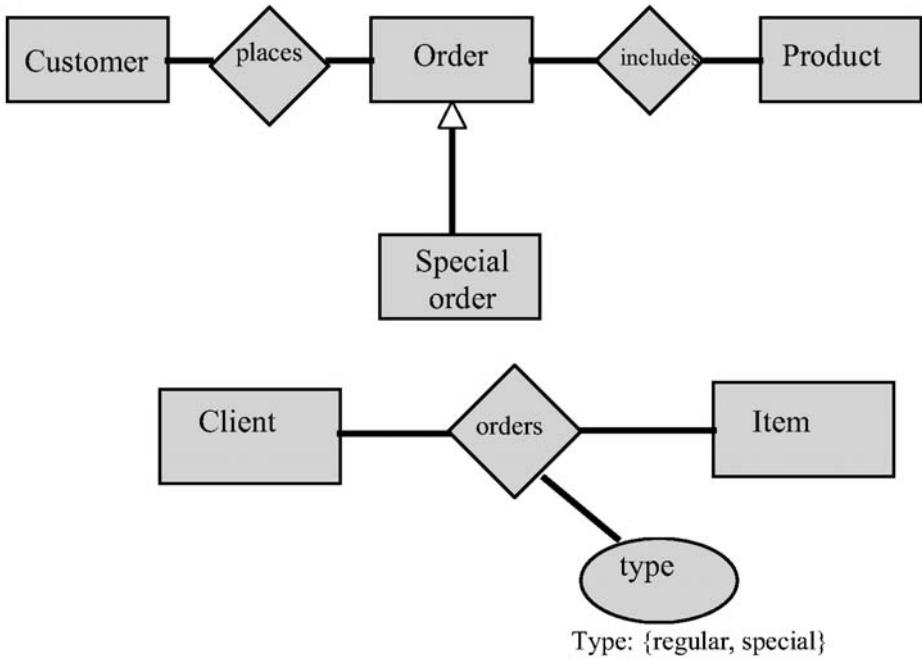 Customer
places
Order
includes
Product
Special
order
Client
orders
Item
type
Type: {regular, special}